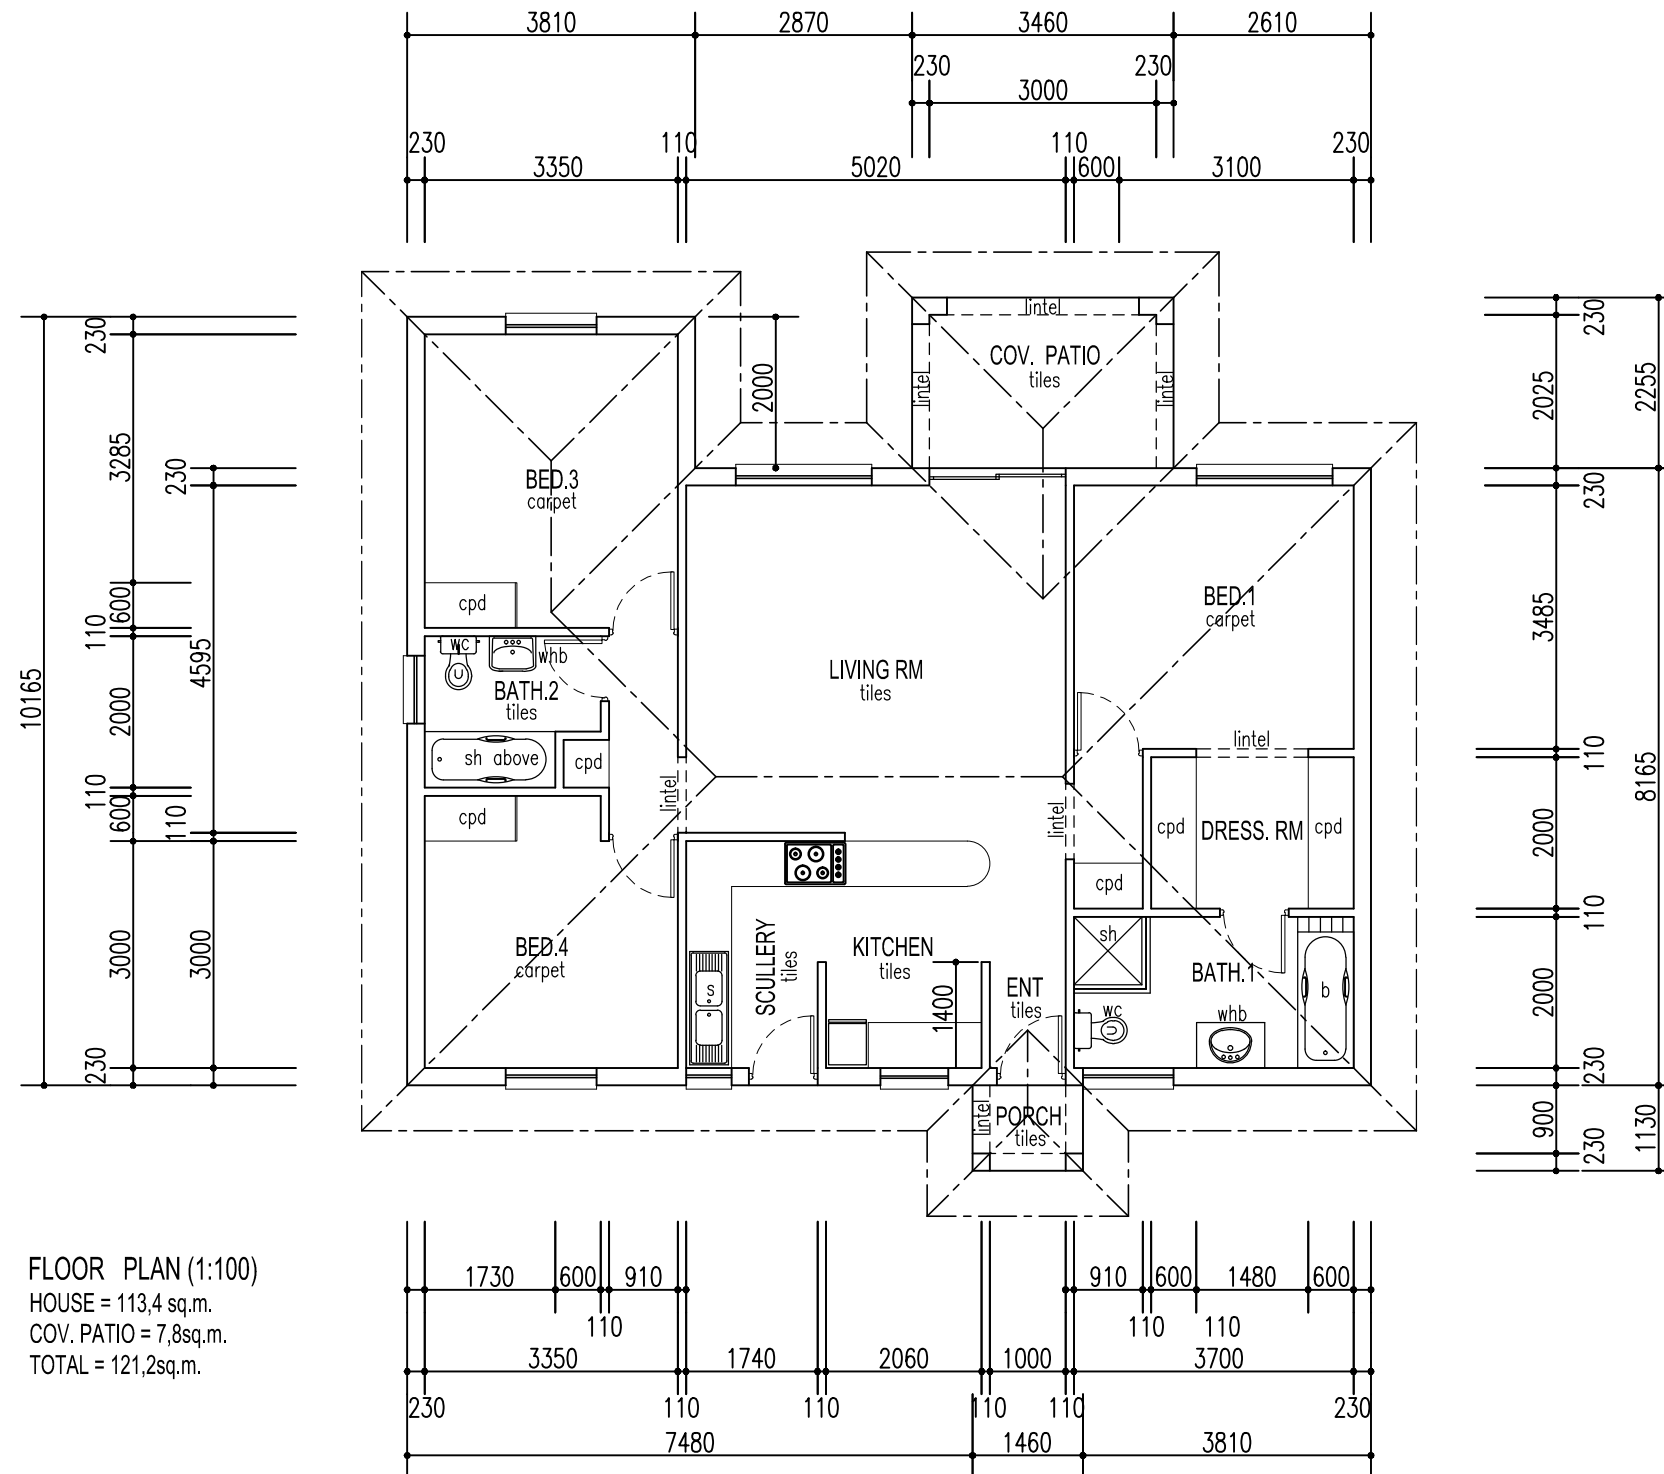 3810 2870 3460 2610
230 230
3000
230 110 110 230
3350 5020 600 3100
lintel
COV. PATIO
tiles
lintel
lintel
2000
230
3285
600
110
2000
110
600
3000
230
230
4595
110
3000
10165
230
2025
230
3485
110
2000
110
2000
230
900
230
2255
8165
1130
BED.3
carpet
cpd
wc
whb
BATH.2
tiles
sh above
cpd
cpd
lintel
LIVING RM
tiles
BED.1
carpet
lintel
lintel
cpd
DRESS. RM
cpd
cpd
BED.4
carpet
SCULLERY
tiles
s
KITCHEN
tiles
1400
ENT
tiles
sh
BATH.1
wc
whb
b
lintel
PORCH
tiles
FLOOR PLAN (1:100)
HOUSE = 113,4 sq.m.
COV. PATIO = 7,8sq.m.
TOTAL = 121,2sq.m.
1730 600 910 910 600 1480 600
110 110 110
3350 1740 2060 1000 3700
230 110 110 110 110 230
7480 1460 3810